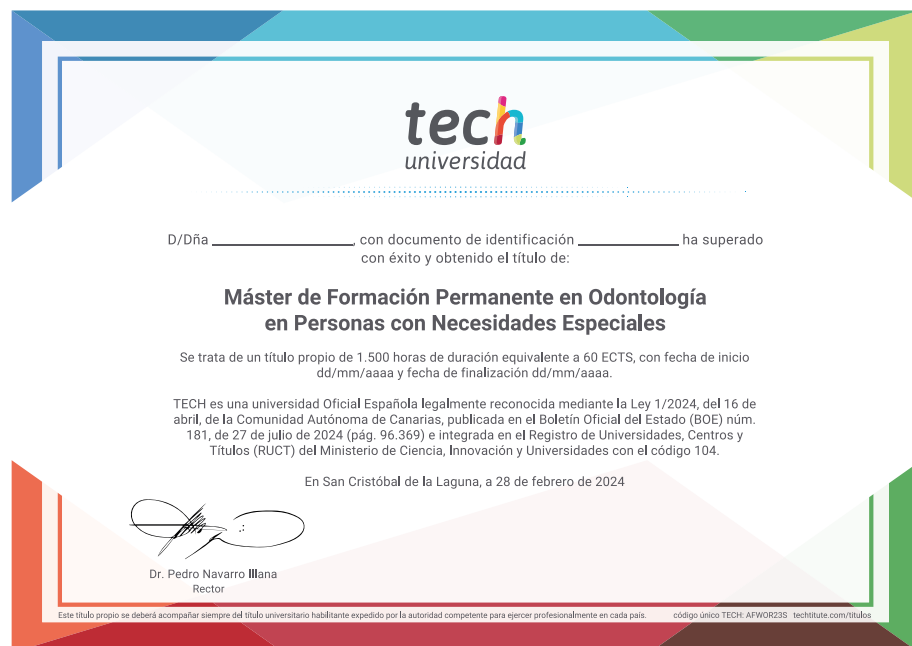 tech
universidad
D/Dña ________________, con documento de identificación ___________ ha superado
con éxito y obtenido el título de:
Máster de Formación Permanente en Odontología
en Personas con Necesidades Especiales
Se trata de un título propio de 1.500 horas de duración equivalente a 60 ECTS, con fecha de inicio
dd/mm/aaaa y fecha de finalización dd/mm/aaaa.
TECH es una universidad Oficial Española legalmente reconocida mediante la Ley 1/2024, del 16 de
abril, de la Comunidad Autónoma de Canarias, publicada en el Boletín Oficial del Estado (BOE) núm.
181, de 27 de julio de 2024 (pág. 96.369) e integrada en el Registro de Universidades, Centros y
Títulos (RUCT) del Ministerio de Ciencia, Innovación y Universidades con el código 104.
En San Cristóbal de la Laguna, a 28 de febrero de 2024
Dr. Pedro Navarro Illana
Rector
Este título propio se deberá acompañar siempre del título universitario habilitante expedido por la autoridad competente para ejercer profesionalmente en cada país. código único TECH: AFWOR23S techtitute.com/títulos